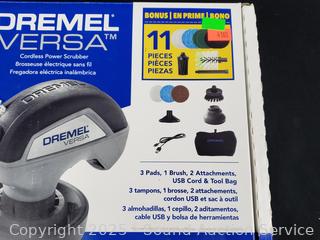 DREMEL
VERSA™
Cordless Power Scrubber
Brosseuse électrique sans fil
Fregadora eléctrica inalámbrica
BONUS | EN PRIME | BONO
11
PIECES
PIÈCES
PIEZAS
DREMEL
VERSA
3 Pads, 1 Brush, 2 Attachments,
USB Cord & Tool Bag
3 tampons, 1 brosse, 2 attachements,
cordon USB et sac à outil
3 almohadillas, 1 cepillo, 2 aditamentos,
cable USB y bolsa de herramientas